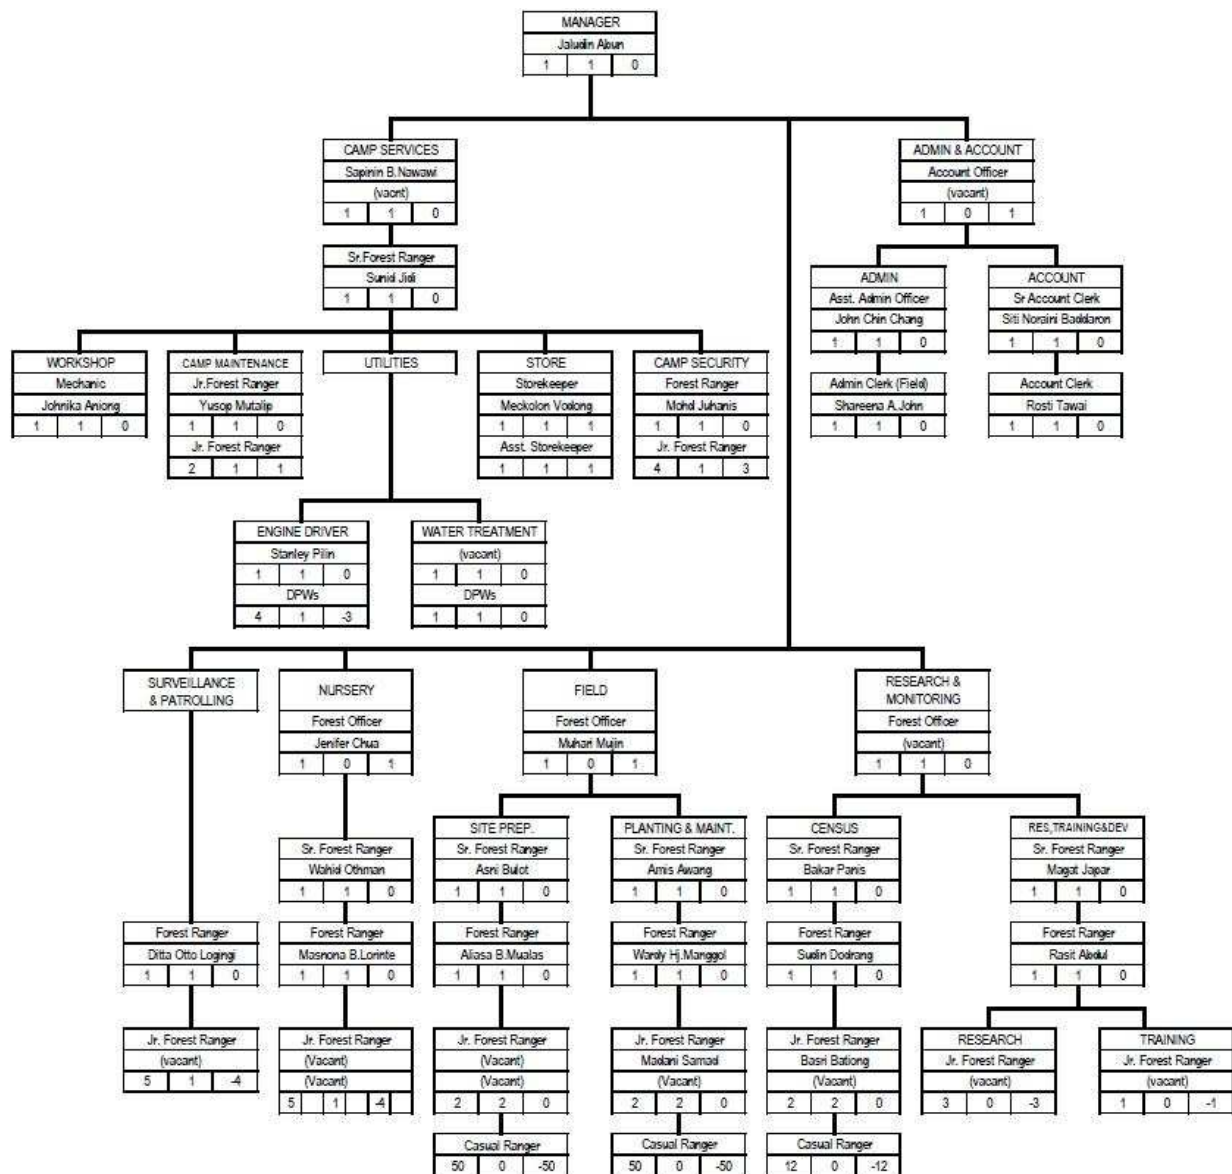 MANAGER
Jaludin Abun
1 1 0
CAMP SERVICES
Sapinin B.Nawawi
(vacnt)
1 1 0
Sr.Forest Ranger
Sunid Jidi
1 1 0
ADMIN & ACCOUNT
Account Officer
(vacant)
1 0 1
ADMIN
Asst. Admin Officer
John Chin Chang
1 1 0
Admin Clerk (Field)
Shareena A.John
1 1 0
ACCOUNT
Sr Account Clerk
Siti Noraini Baddaron
1 1 0
Account Clerk
Rosti Tawai
1 1 0
WORKSHOP
Mechanic
Johnika Aniong
1 1 0
CAMP MAINTENANCE
Jr.Forest Ranger
Yusop Mutalip
1 1 0
Jr. Forest Ranger
2 1 1
UTILITIES
STORE
Storekeeper
Meckolon Vodong
1 1 1
Asst. Storekeeper
1 1 1
CAMP SECURITY
Forest Ranger
Mohd Juhanis
1 1 0
Jr. Forest Ranger
4 1 3
ENGINE DRIVER
Stanley Pilin
1 1 0
DPWs
4 1 -3
WATER TREATMENT
(vacant)
1 1 0
DPWs
1 1 0
SURVEILLANCE
& PATROLLING
Forest Ranger
Ditta Otto Logingi
1 1 0
Jr. Forest Ranger
(vacant)
5 1 -4
NURSERY
Forest Officer
Jenifer Chua
1 0 1
Sr. Forest Ranger
Wahid Othman
1 1 0
Forest Ranger
Masnona B.Lorinte
1 1 0
Jr. Forest Ranger
(Vacant)
(Vacant)
5 1 -4
FIELD
Forest Officer
Muhari Mujin
1 0 1
SITE PREP.
Sr. Forest Ranger
Asni Bulot
1 1 0
Forest Ranger
Aliasa B.Mualas
1 1 0
Jr. Forest Ranger
(Vacant)
(Vacant)
2 2 0
Casual Ranger
50 0 -50
PLANTING & MAINT.
Sr. Forest Ranger
Amis Awang
1 1 0
Forest Ranger
Wardy Hj.Manggol
1 1 0
Jr. Forest Ranger
Madani Samad
(Vacant)
2 2 0
Casual Ranger
50 0 -50
RESEARCH &
MONITORING
Forest Officer
(vacant)
1 1 0
CENSUS
Sr. Forest Ranger
Bakar Panis
1 1 0
Forest Ranger
Sudin Dodrang
1 1 0
Jr. Forest Ranger
Basri Bationg
(Vacant)
2 2 0
Casual Ranger
12 0 -12
RES,TRAINING&DEV
Sr. Forest Ranger
Magat Japar
1 1 0
Forest Ranger
Rasit Abdul
1 1 0
RESEARCH
Jr. Forest Ranger
(vacant)
3 0 -3
TRAINING
Jr. Forest Ranger
(vacant)
1 0 -1